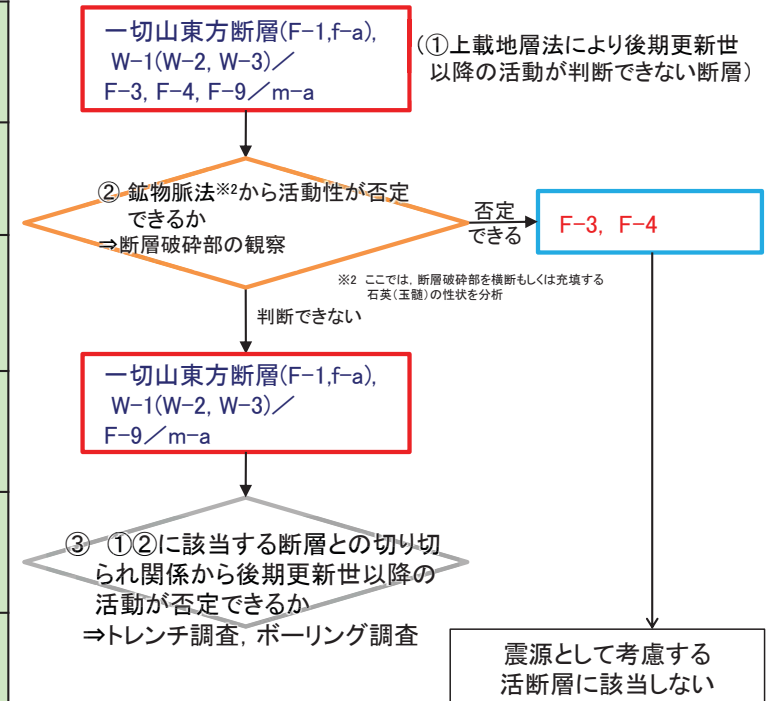 一切山東方断層(F-1,f-a),
W-1(W-2, W-3)／
F-3, F-4, F-9／m-a
(①上載地層法により後期更新世
以降の活動が判断できない断層)
② 鉱物脈法※2から活動性が否定
できるか
⇒断層破砕部の観察
否定
できる
F-3, F-4
※2 ここでは, 断層破砕部を横断もしくは充填する
石英(玉髄)の性状を分析
判断できない
一切山東方断層(F-1,f-a),
W-1(W-2, W-3)／
F-9／m-a
③ ①②に該当する断層との切り切
られ関係から後期更新世以降の
活動が否定できるか
⇒トレンチ調査, ボーリング調査
震源として考慮する
活断層に該当しない